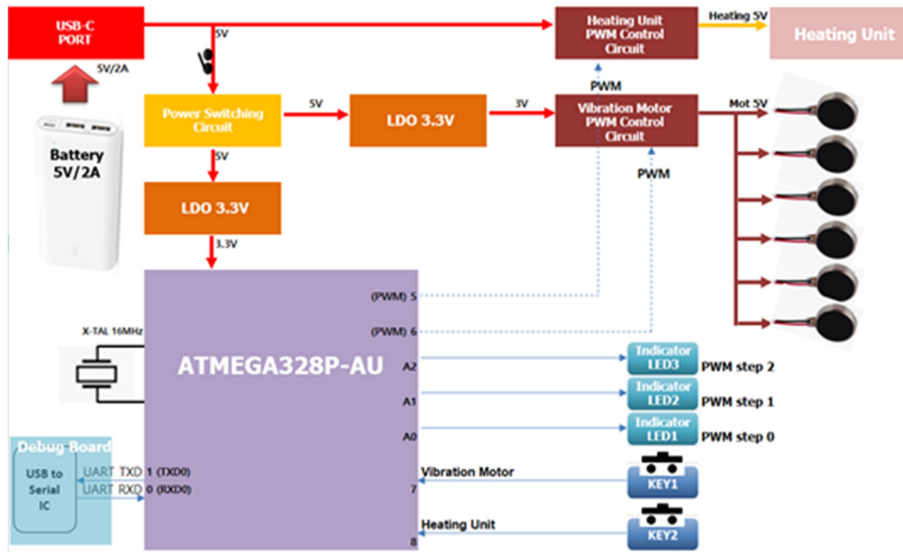 USB-C
PORT
5V/2A
Battery
5V/2A
5V
Heating Unit
PWM Control
Circuit
Heating 5V
Heating Unit
PWM
Power Switching
Circuit
5V
LDO 3.3V
3V
Vibration Motor
PWM Control
Circuit
Mot 5V
PWM
5V
LDO 3.3V
3.3V
(PWM) 5
(PWM) 6
X-TAL 16MHz
ATMEGA328P-AU
A2
Indicator
LED3
PWM step 2
A1
Indicator
LED2
PWM step 1
A0
Indicator
LED1
PWM step 0
Debug Board
USB to
Serial
IC
UART TXD 1 (TXD0)
UART RXD 0 (RXD0)
Vibration Motor
7
KEY1
Heating Unit
8
KEY2